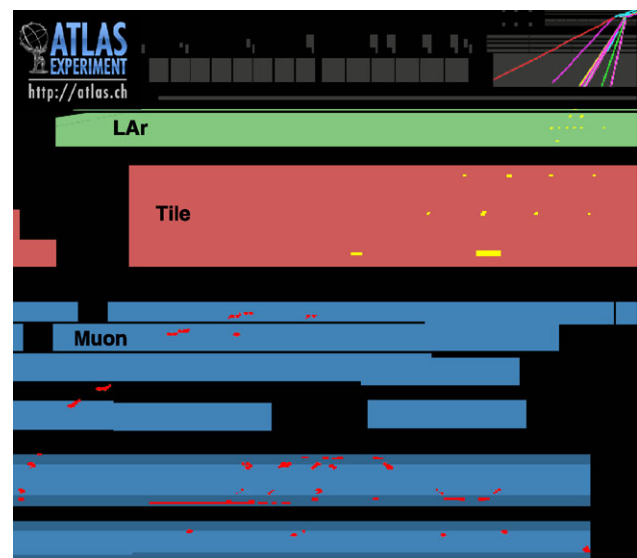 ATLAS
EXPERIMENT
http://atlas.ch
LAr
Tile
Muon